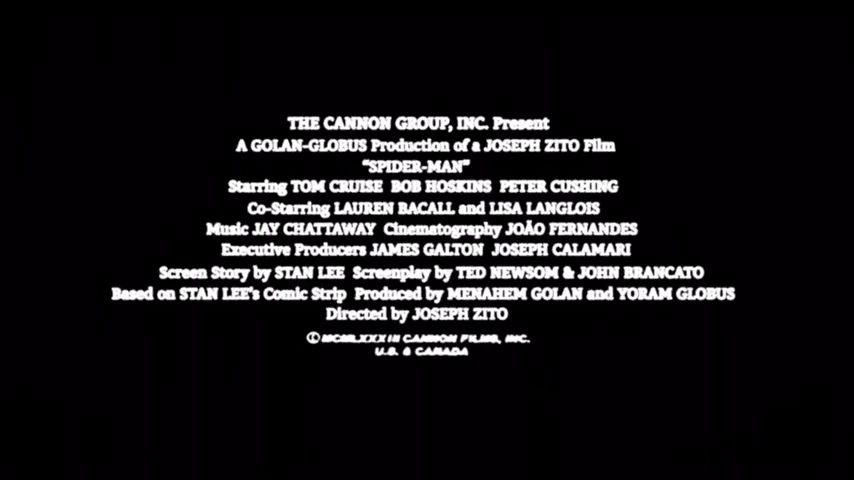 THE CANNON GROUP, INC. Present
A GOLAN-GLOBUS Production of a JOSEPH ZITO Film
"SPIDER-MAN"
Starring TOM CRUISE BOB HOSKINS PETER CUSHING
Co-Starring LAUREN BACALL and LISA LANGLOIS
Music JAY CHATTAWAY Cinematography JOÃO FERNANDES
Executive Producers JAMES GALTON JOSEPH CALAMARI
Screen Story by STAN LEE Screenplay by TED NEWSOM & JOHN BRANCATO
Based on STAN LEE's Comic Strip Produced by MENAHEM GOLAN and YORAM GLOBUS
Directed by JOSEPH ZITO
CANNON FILMS, INC.
U.S. & CANADA